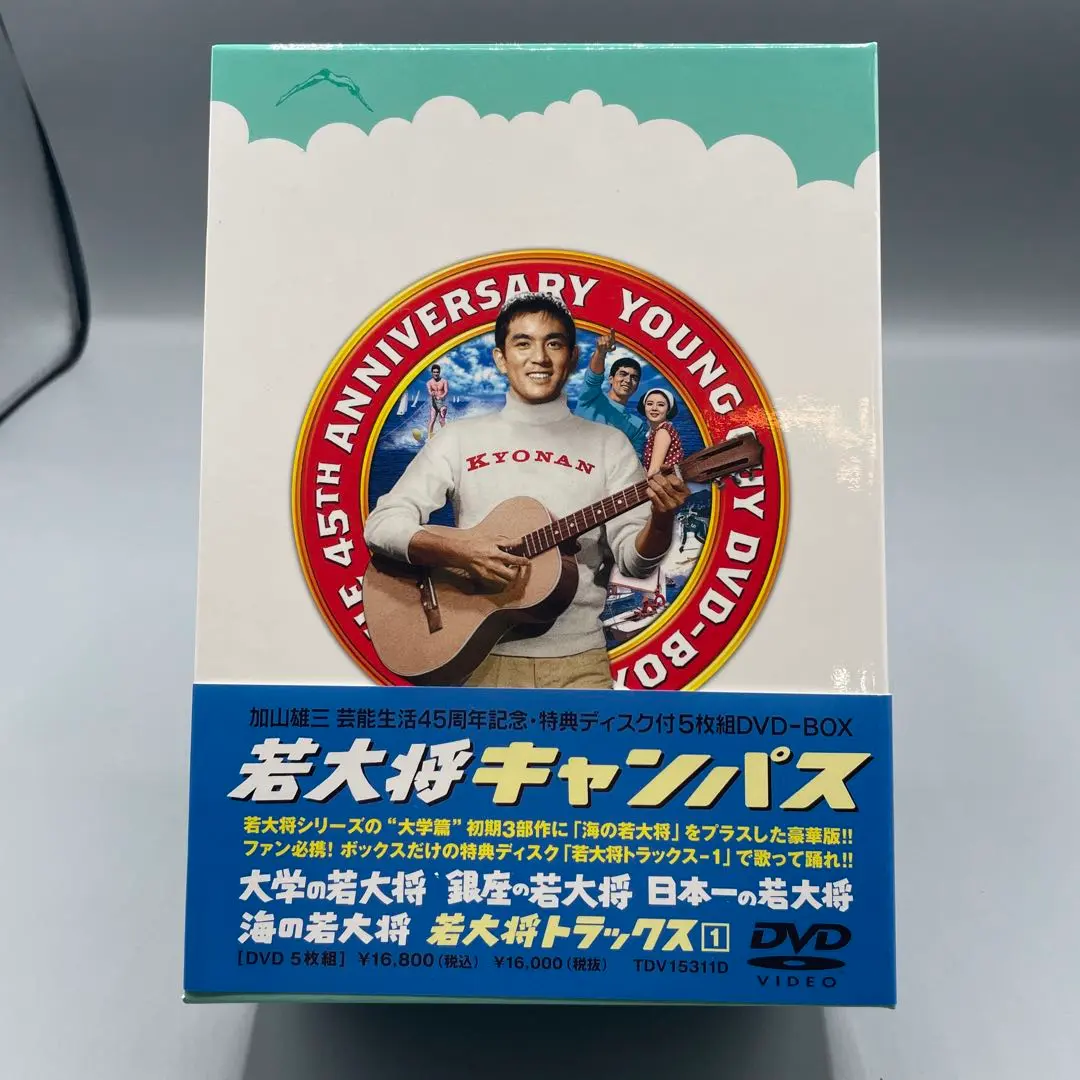 45TH ANNIVERSARY YOUNG DVD-BOX
KYONAN
加山雄三 芸能生活45周年記念・特典ディスク付5枚組DVD-BOX
若大将キャンパス
若大将シリーズの“大学篇”初期3部作に「海の若大将」をプラスした豪華版!!
ファン必携! ボックスだけの特典ディスク「若大将トラックス-1」で歌って踊れ!!
大学の若大将 銀座の若大将 日本一の若大将
海の若大将 若大将トラックス1
[DVD 5枚組] ¥16,800(税込) ¥16,000(税抜) TDV15311D
DVD
VIDEO